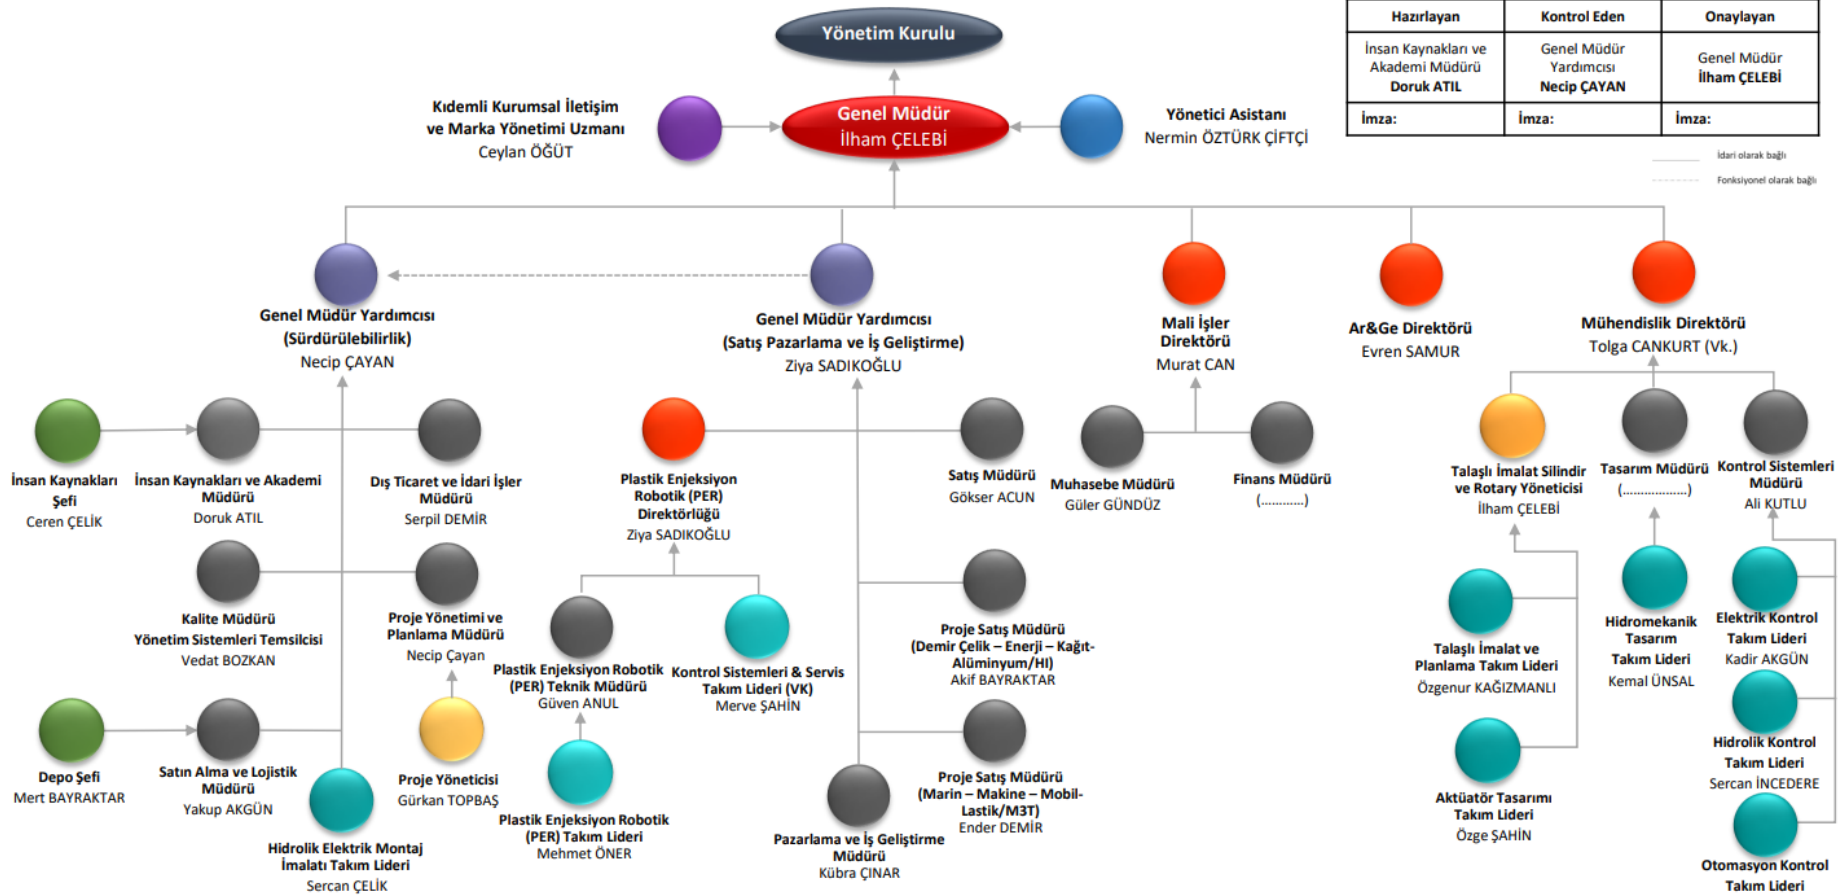 Yönetim Kurulu
Hazırlayan
Kontrol Eden
Onaylayan
İnsan Kaynakları ve
Akademi Müdürü
Doruk ATIL
Genel Müdür
Yardımcısı
Necip ÇAYAN
Genel Müdür
İlham ÇELEBİ
İmza:
İmza:
İmza:
İdari olarak bağlı
Fonksiyonel olarak bağlı
Kıdemli Kurumsal İletişim
ve Marka Yönetimi Uzmanı
Ceylan ÖĞÜT
Genel Müdür
İlham ÇELEBİ
Yönetici Asistanı
Nermin ÖZTÜRK ÇİFTÇİ
Genel Müdür Yardımcısı
(Sürdürülebilirlik)
Necip ÇAYAN
Genel Müdür Yardımcısı
(Satış Pazarlama ve İş Geliştirme)
Ziya SADIKOĞLU
Mali İşler
Direktörü
Murat CAN
Ar&Ge Direktörü
Evren SAMUR
Mühendislik Direktörü
Tolga CANKURT (Vk.)
İnsan Kaynakları
Şefi
Ceren ÇELİK
İnsan Kaynakları ve Akademi
Müdürü
Doruk ATIL
Dış Ticaret ve İdari İşler
Müdürü
Serpil DEMİR
Plastik Enjeksiyon
Robotik (PER)
Direktörlüğü
Ziya SADIKOĞLU
Satış Müdürü
Gökser ACUN
Muhasebe Müdürü
Güler GÜNDÜZ
Finans Müdürü
(............)
Talaşlı İmalat Silindir
ve Rotary Yöneticisi
İlham ÇELEBİ
Tasarım Müdürü
(..................)
Kontrol Sistemleri
Müdürü
Ali KUTLU
Kalite Müdürü
Yönetim Sistemleri Temsilcisi
Vedat BOZKAN
Proje Yönetimi ve
Planlama Müdürü
Necip Çayan
Plastik Enjeksiyon Robotik
(PER) Teknik Müdürü
Güven ANUL
Kontrol Sistemleri & Servis
Takım Lideri (VK)
Merve ŞAHİN
Proje Satış Müdürü
(Demir Çelik – Enerji – Kağıt-
Alüminyum/HI)
Akif BAYRAKTAR
Talaşlı İmalat ve
Planlama Takım Lideri
Özgenur KAĞIZMANLI
Hidromekanik
Tasarım
Takım Lideri
Kemal ÜNSAL
Elektrik Kontrol
Takım Lideri
Kadir AKGÜN
Depo Şefi
Mert BAYRAKTAR
Satın Alma ve Lojistik
Müdürü
Yakup AKGÜN
Hidrolik Elektrik Montaj
İmalatı Takım Lideri
Sercan ÇELİK
Proje Yöneticisi
Gürkan TOPBAŞ
Plastik Enjeksiyon Robotik
(PER) Takım Lideri
Mehmet ÖNER
Pazarlama ve İş Geliştirme
Müdürü
Kübra ÇINAR
Proje Satış Müdürü
(Marin – Makine – Mobil-
Lastik/M3T)
Ender DEMİR
Aktüatör Tasarımı
Takım Lideri
Özge ŞAHİN
Hidrolik Kontrol
Takım Lideri
Sercan İNCEDERE
Otomasyon Kontrol
Takım Lideri